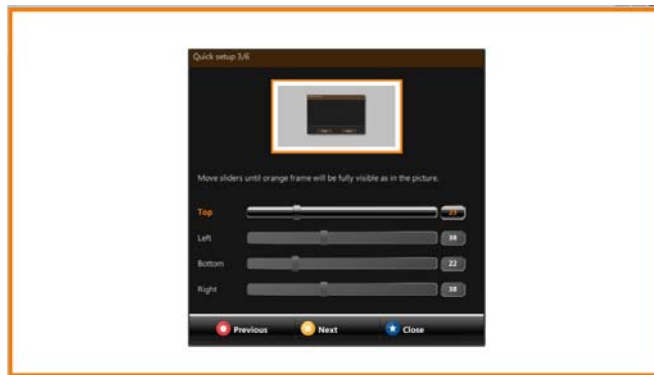 Quick setup 3/6
Move sliders until orange frame will be fully visible as in the picture.
Top 23
Left 38
Bottom 22
Right 38
Previous Next Close